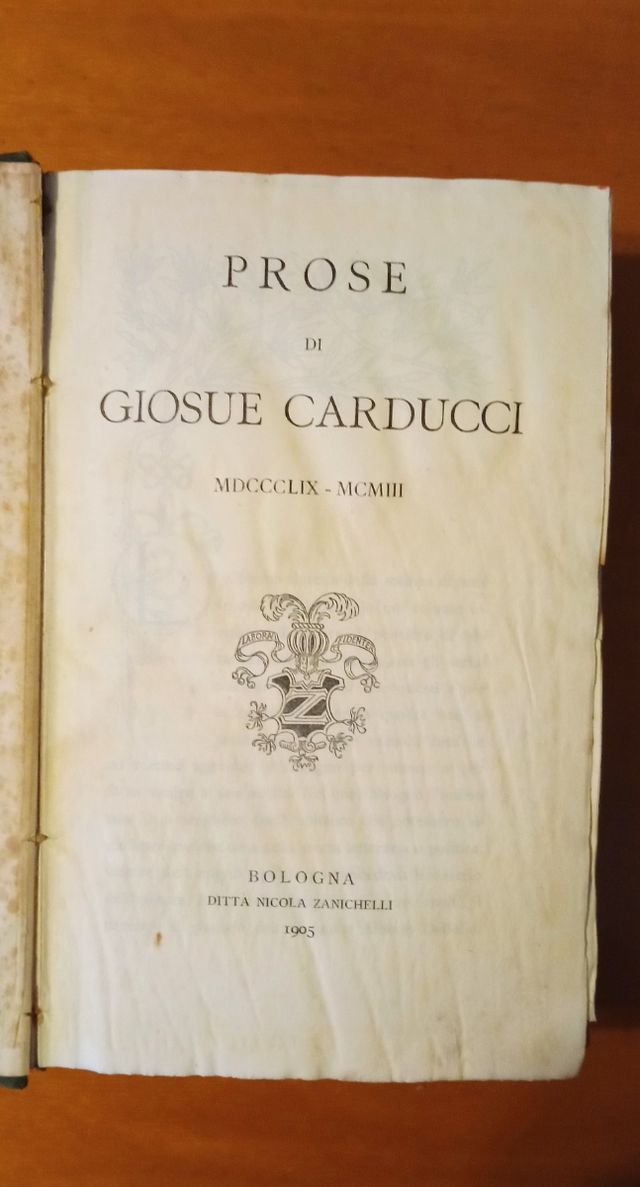 PROSE
DI
GIOSUE CARDUCCI
MDCCCLIX - MCMIII
LABORA FIDENTER
BOLOGNA
DITTA NICOLA ZANICHELLI
1905